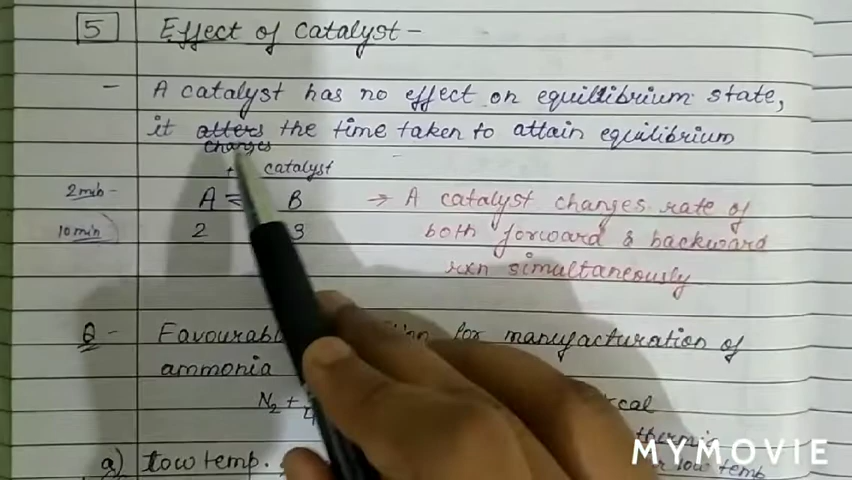 5 Effect of catalyst -
- A catalyst has no effect on equilibrium state,
it alters the time taken to attain equilibrium
changes
+ catalyst
2 min - A B → A catalyst changes rate of
10 min 2 3 both forward & backward
rxn simultaneously
Q - for manufacturation of
ammonia
N2 +
a) low temp. low temp
MYMOVIE